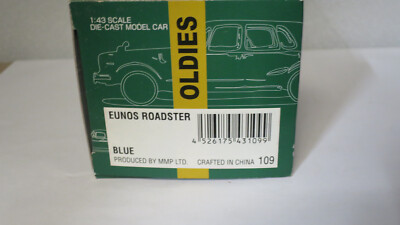 1:43 SCALE
DIE-CAST MODEL CAR
OLDIES
EUNOS ROADSTER
4 526175 431099
BLUE
PRODUCED BY MMP LTD. CRAFTED IN CHINA 109